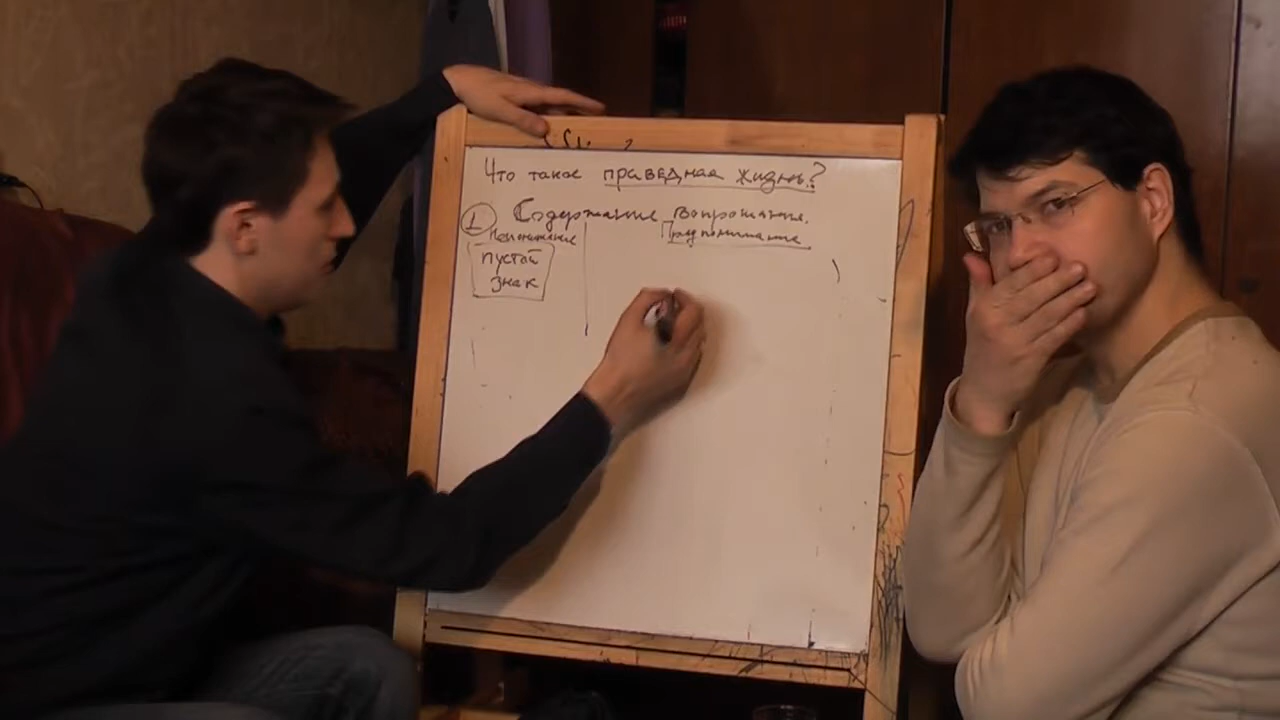 Что такое праведная жизнь?
1 Содержание вопрошания.
Непонимание
Предпонимание
пустой
знак